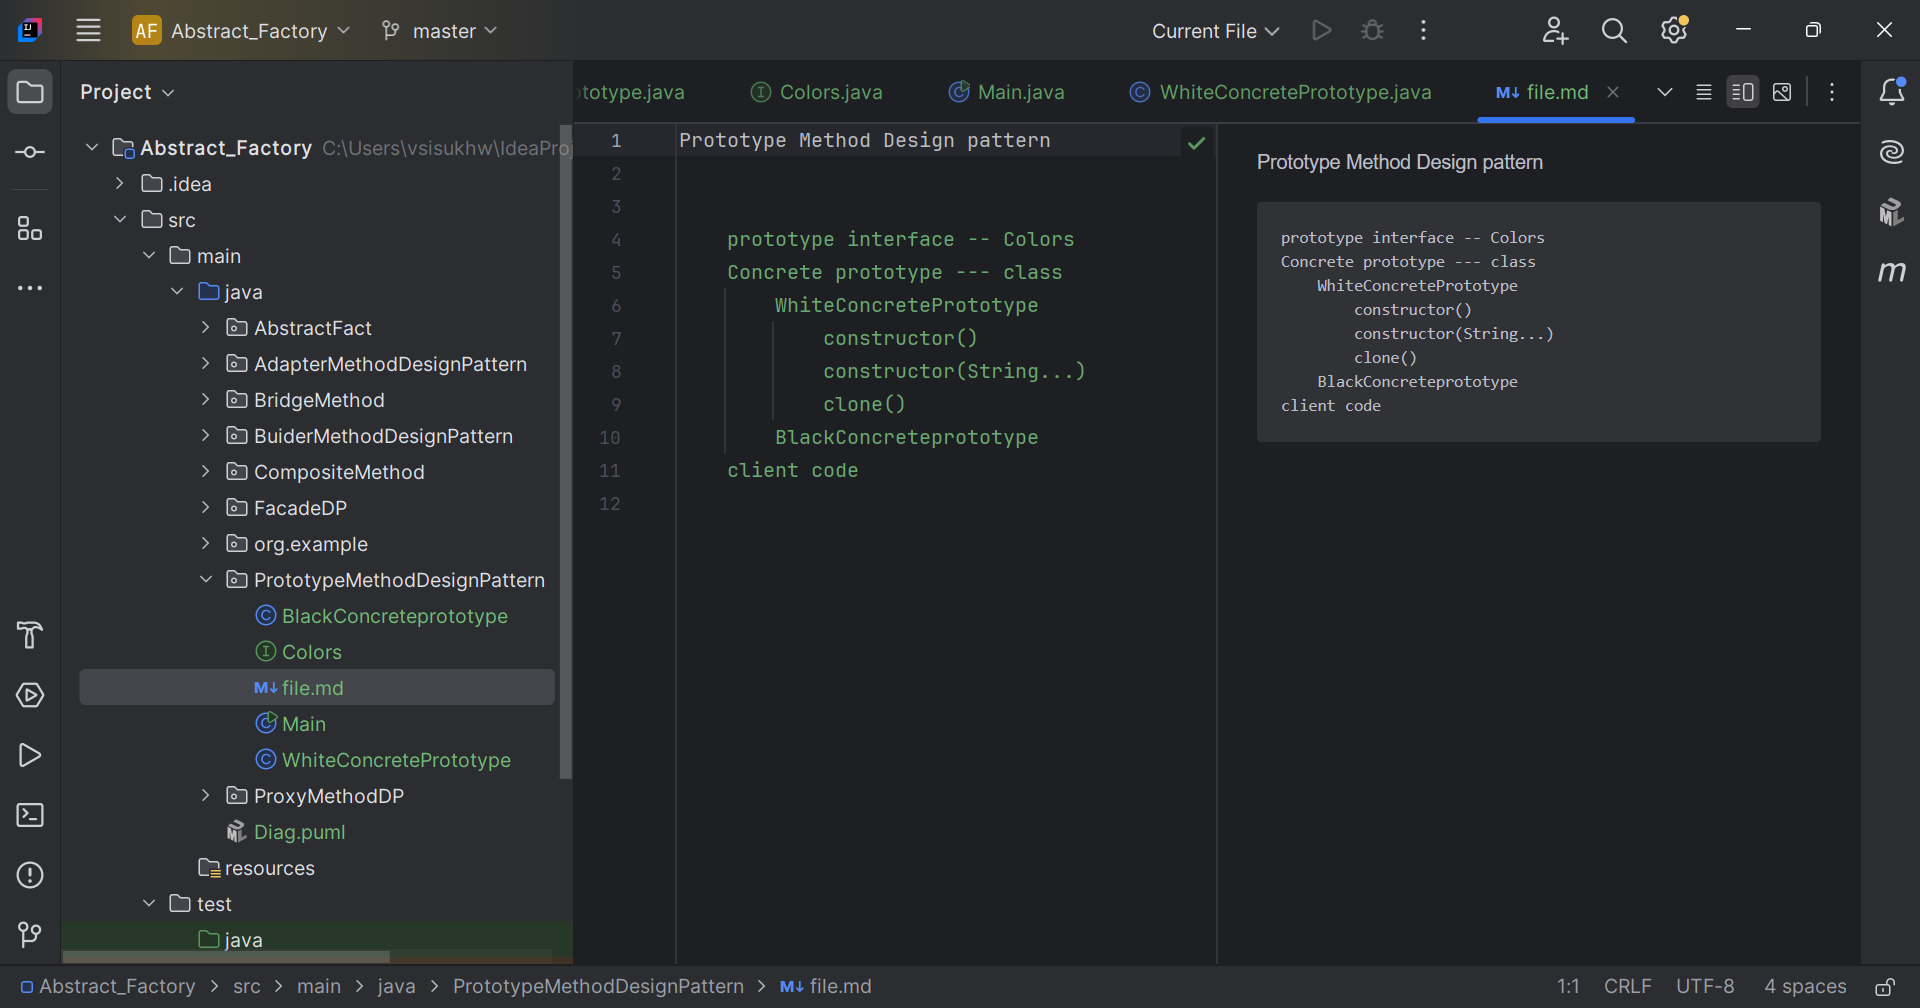 AF Abstract_Factory master Current File
Project
totype.java Colors.java Main.java WhiteConcretePrototype.java M↓ file.md
Abstract_Factory C:\Users\vsisukhw\IdeaProj
.idea
src
main
java
AbstractFact
AdapterMethodDesignPattern
BridgeMethod
BuiderMethodDesignPattern
CompositeMethod
FacadeDP
org.example
PrototypeMethodDesignPattern
C BlackConcreteprototype
I Colors
M↓ file.md
C Main
C WhiteConcretePrototype
ProxyMethodDP
UML Diag.puml
resources
test
java
1 Prototype Method Design pattern
2
3
4 prototype interface -- Colors
5 Concrete prototype --- class
6 WhiteConcretePrototype
7 constructor()
8 constructor(String...)
9 clone()
10 BlackConcreteprototype
11 client code
12
Prototype Method Design pattern
prototype interface -- Colors
Concrete prototype --- class
WhiteConcretePrototype
constructor()
constructor(String...)
clone()
BlackConcreteprototype
client code
UML
m
Abstract_Factory > src > main > java > PrototypeMethodDesignPattern > M↓ file.md 1:1 CRLF UTF-8 4 spaces